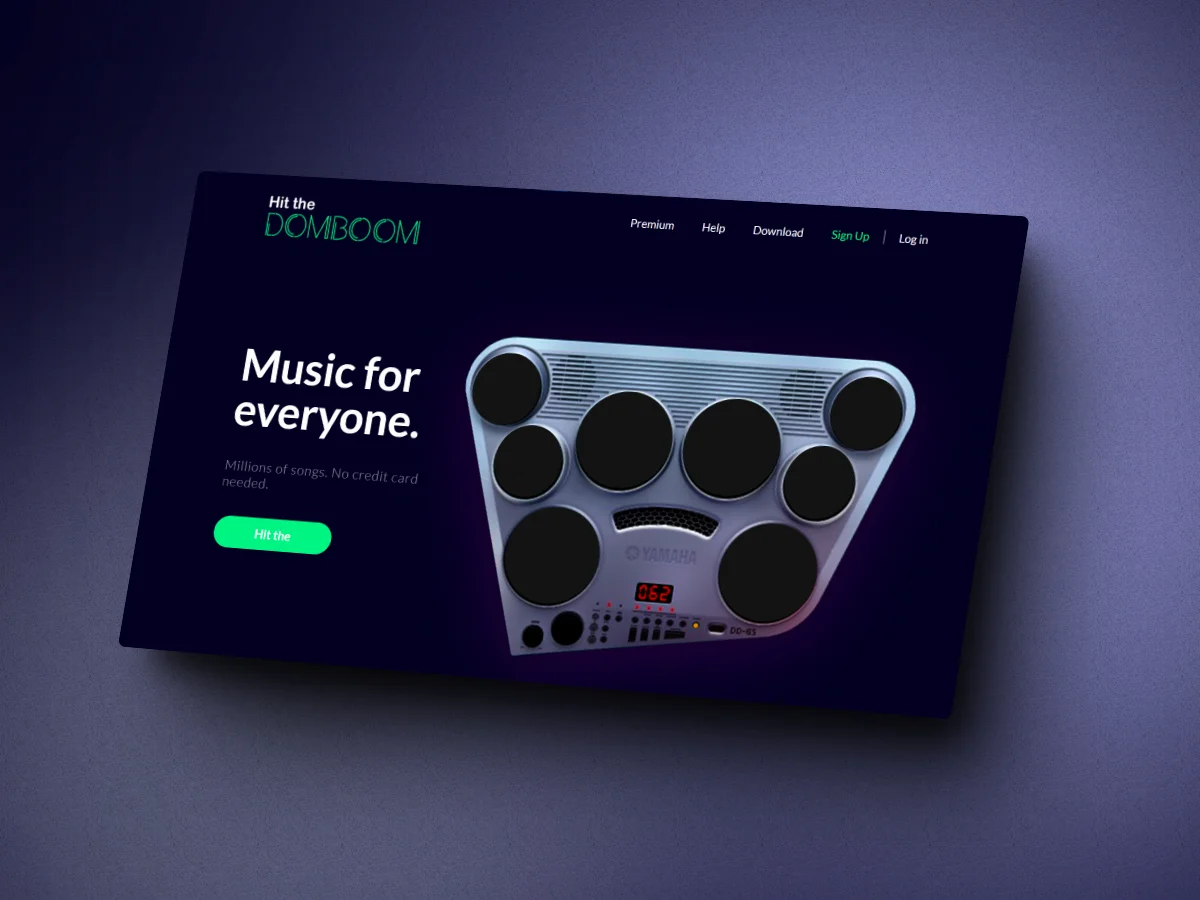 Hit the
DOMBOOM
Premium Help Download Sign Up | Log in
Music for
everyone.
Millions of songs. No credit card
needed.
Hit the
YAMAHA
062
DD-65